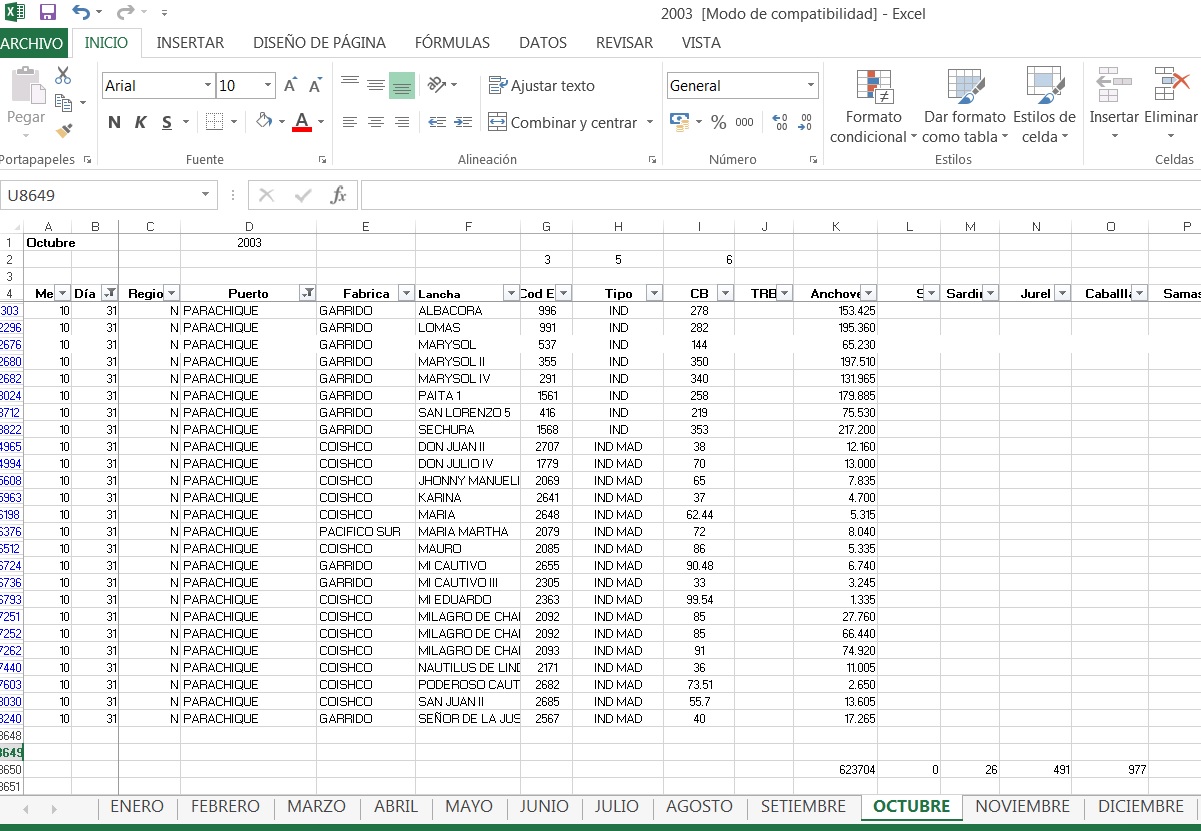 2003 [Modo de compatibilidad] - Excel
ARCHIVO INICIO INSERTAR DISEÑO DE PÁGINA FÓRMULAS DATOS REVISAR VISTA
Arial 10 A A Ajustar texto General
Pegar Formato condicional Dar formato como tabla Estilos de celda Insertar Eliminar
N K S A Combinar y centrar % 000
Portapapeles Fuente Alineación Número Estilos Celdas
U8649 fx
A B C D E F G H I J K L M N O P
1 Octubre 2003
2 3 5 6
3
4 Me Día Regio Puerto Fabrica Lancha Cod E Tipo CB TRB Anchove S Sardi Jurel Caballla Samas
303 10 31 N PARACHIQUE GARRIDO ALBACORA 996 IND 278 153.425
2296 10 31 N PARACHIQUE GARRIDO LOMAS 991 IND 282 195.360
2676 10 31 N PARACHIQUE GARRIDO MARYSOL 537 IND 144 65.230
2680 10 31 N PARACHIQUE GARRIDO MARYSOL II 355 IND 350 197.510
2682 10 31 N PARACHIQUE GARRIDO MARYSOL IV 291 IND 340 131.965
3024 10 31 N PARACHIQUE GARRIDO PAITA 1 1561 IND 258 179.885
3712 10 31 N PARACHIQUE GARRIDO SAN LORENZO 5 416 IND 219 75.530
3822 10 31 N PARACHIQUE GARRIDO SECHURA 1568 IND 353 217.200
4965 10 31 N PARACHIQUE COISHCO DON JUAN II 2707 IND MAD 38 12.160
4994 10 31 N PARACHIQUE COISHCO DON JULIO IV 1779 IND MAD 70 13.000
5608 10 31 N PARACHIQUE COISHCO JHONNY MANUELI 2069 IND MAD 65 7.835
5963 10 31 N PARACHIQUE COISHCO KARINA 2641 IND MAD 37 4.700
6198 10 31 N PARACHIQUE COISHCO MARIA 2648 IND MAD 62.44 5.315
6376 10 31 N PARACHIQUE PACIFICO SUR MARIA MARTHA 2079 IND MAD 72 8.040
6512 10 31 N PARACHIQUE COISHCO MAURO 2085 IND MAD 86 5.335
6724 10 31 N PARACHIQUE GARRIDO MI CAUTIVO 2655 IND MAD 90.48 6.740
6736 10 31 N PARACHIQUE GARRIDO MI CAUTIVO III 2305 IND MAD 33 3.245
6793 10 31 N PARACHIQUE COISHCO MI EDUARDO 2363 IND MAD 99.54 1.335
7251 10 31 N PARACHIQUE COISHCO MILAGRO DE CHA 2092 IND MAD 85 27.760
7252 10 31 N PARACHIQUE COISHCO MILAGRO DE CHA 2092 IND MAD 85 66.440
7262 10 31 N PARACHIQUE COISHCO MILAGRO DE CHA 2093 IND MAD 91 74.920
7440 10 31 N PARACHIQUE COISHCO NAUTILUS DE LIND 2171 IND MAD 36 11.005
7603 10 31 N PARACHIQUE COISHCO PODEROSO CAUT 2682 IND MAD 73.51 2.650
8030 10 31 N PARACHIQUE COISHCO SAN JUAN II 2685 IND MAD 55.7 13.605
8240 10 31 N PARACHIQUE GARRIDO SEÑOR DE LA JUS 2567 IND MAD 40 17.265
8648
8649
8650 623704 0 26 491 977
8651
ENERO FEBRERO MARZO ABRIL MAYO JUNIO JULIO AGOSTO SETIEMBRE OCTUBRE NOVIEMBRE DICIEMBRE